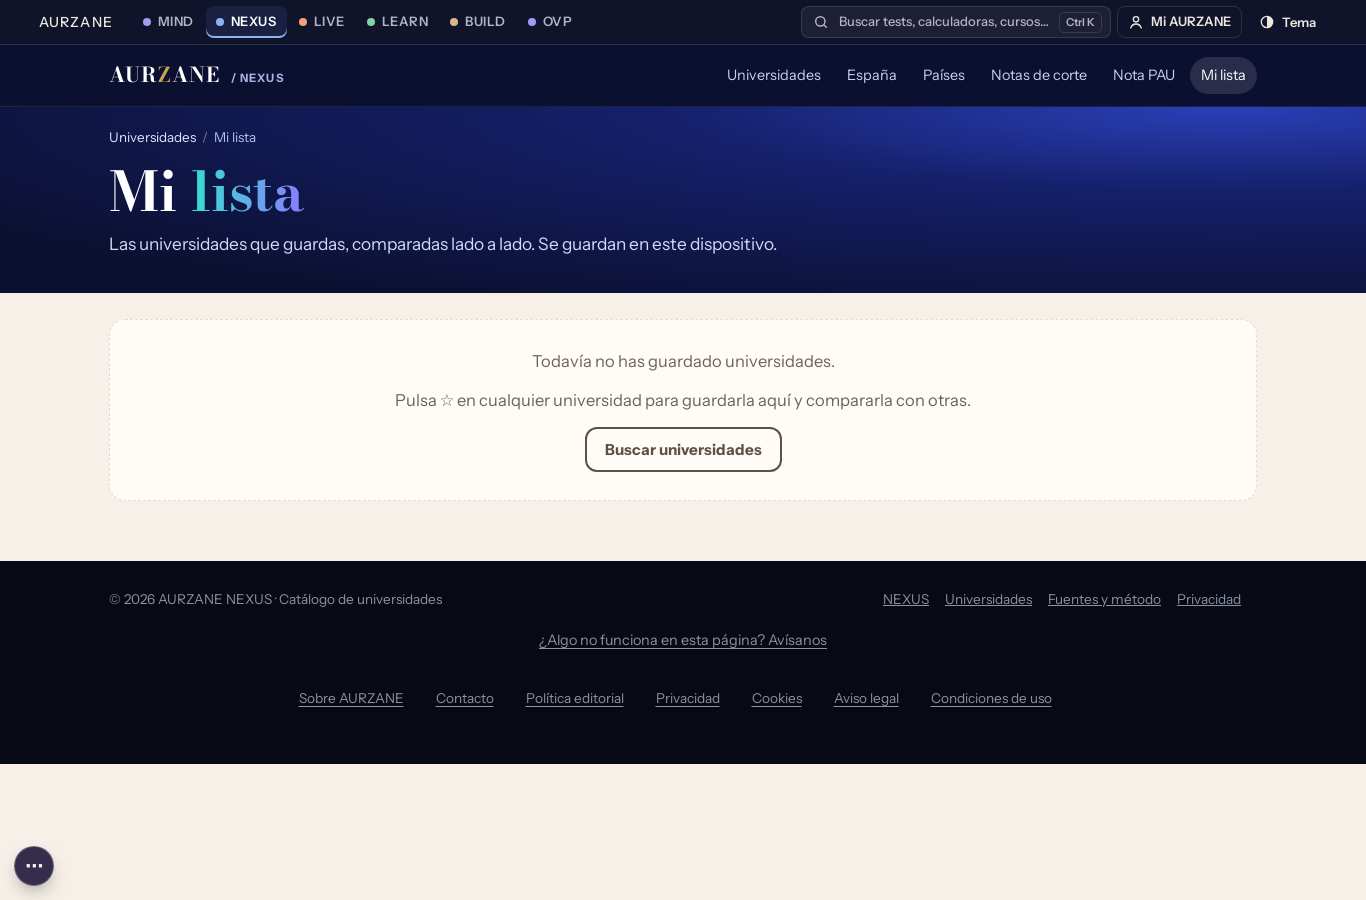 AURZANE
MIND
NEXUS
LIVE
LEARN
BUILD
OVP
Buscar tests, calculadoras, cursos...
Ctrl K
Mi AURZANE
Tema
AURZANE / NEXUS
Universidades
España
Países
Notas de corte
Nota PAU
Mi lista
Universidades / Mi lista
Mi lista
Las universidades que guardas, comparadas lado a lado. Se guardan en este dispositivo.
Todavía no has guardado universidades.
Pulsa ☆ en cualquier universidad para guardarla aquí y compararla con otras.
Buscar universidades
© 2026 AURZANE NEXUS · Catálogo de universidades
NEXUS
Universidades
Fuentes y método
Privacidad
¿Algo no funciona en esta página? Avísanos
Sobre AURZANE
Contacto
Política editorial
Privacidad
Cookies
Aviso legal
Condiciones de uso